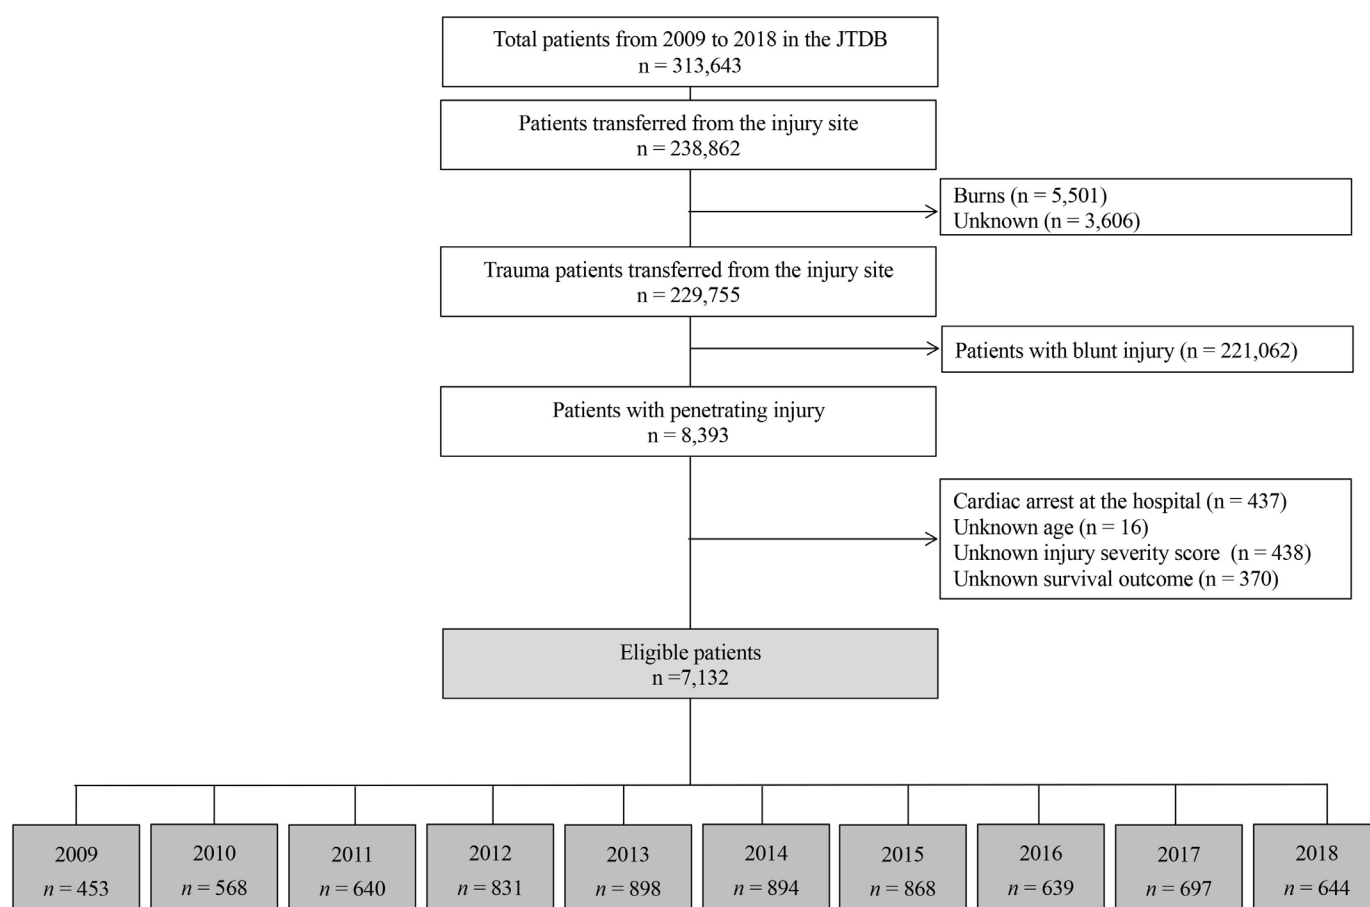 Total patients from 2009 to 2018 in the JTDB
n = 313,643
Patients transferred from the injury site
n = 238,862
Burns (n = 5,501)
Unknown (n = 3,606)
Trauma patients transferred from the injury site
n = 229,755
Patients with blunt injury (n = 221,062)
Patients with penetrating injury
n = 8,393
Cardiac arrest at the hospital (n = 437)
Unknown age (n = 16)
Unknown injury severity score (n = 438)
Unknown survival outcome (n = 370)
Eligible patients
n =7,132
2009
n = 453
2010
n = 568
2011
n = 640
2012
n = 831
2013
n = 898
2014
n = 894
2015
n = 868
2016
n = 639
2017
n = 697
2018
n = 644